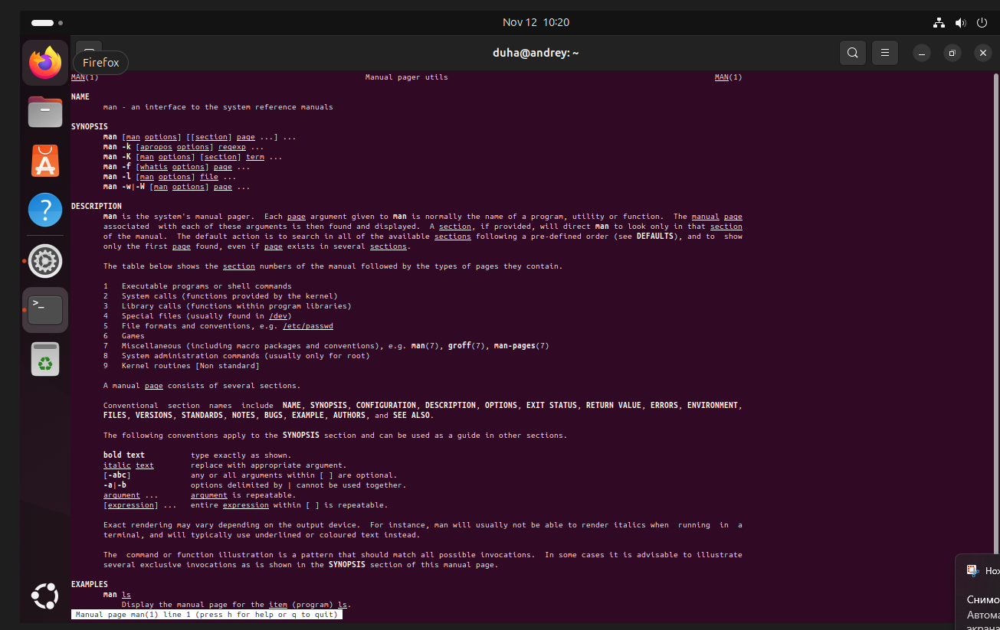 Nov 12 10:20
Firefox
duha@andrey: ~
MAN(1) Manual pager utils MAN(1)
NAME
man - an interface to the system reference manuals
SYNOPSIS
man [man options] [[section] page ...] ...
man -k [apropos options] regexp ...
man -K [man options] [section] term ...
man -f [whatis options] page ...
man -l [man options] file ...
man -w|-W [man options] page ...
DESCRIPTION
man is the system's manual pager. Each page argument given to man is normally the name of a program, utility or function. The manual page
associated with each of these arguments is then found and displayed. A section, if provided, will direct man to look only in that section
of the manual. The default action is to search in all of the available sections following a pre-defined order (see DEFAULTS), and to show
only the first page found, even if page exists in several sections.
The table below shows the section numbers of the manual followed by the types of pages they contain.
1 Executable programs or shell commands
2 System calls (functions provided by the kernel)
3 Library calls (functions within program libraries)
4 Special files (usually found in /dev)
5 File formats and conventions, e.g. /etc/passwd
6 Games
7 Miscellaneous (including macro packages and conventions), e.g. man(7), groff(7), man-pages(7)
8 System administration commands (usually only for root)
9 Kernel routines [Non standard]
A manual page consists of several sections.
Conventional section names include NAME, SYNOPSIS, CONFIGURATION, DESCRIPTION, OPTIONS, EXIT STATUS, RETURN VALUE, ERRORS, ENVIRONMENT,
FILES, VERSIONS, STANDARDS, NOTES, BUGS, EXAMPLE, AUTHORS, and SEE ALSO.
The following conventions apply to the SYNOPSIS section and can be used as a guide in other sections.
bold text type exactly as shown.
italic text replace with appropriate argument.
[-abc] any or all arguments within [ ] are optional.
-a|-b options delimited by | cannot be used together.
argument ... argument is repeatable.
[expression] ... entire expression within [ ] is repeatable.
Exact rendering may vary depending on the output device. For instance, man will usually not be able to render italics when running in a
terminal, and will typically use underlined or coloured text instead.
The command or function illustration is a pattern that should match all possible invocations. In some cases it is advisable to illustrate
several exclusive invocations as is shown in the SYNOPSIS section of this manual page.
EXAMPLES
man ls
Display the manual page for the item (program) ls.
Manual page man(1) line 1 (press h for help or q to quit)
Снимо
Автома